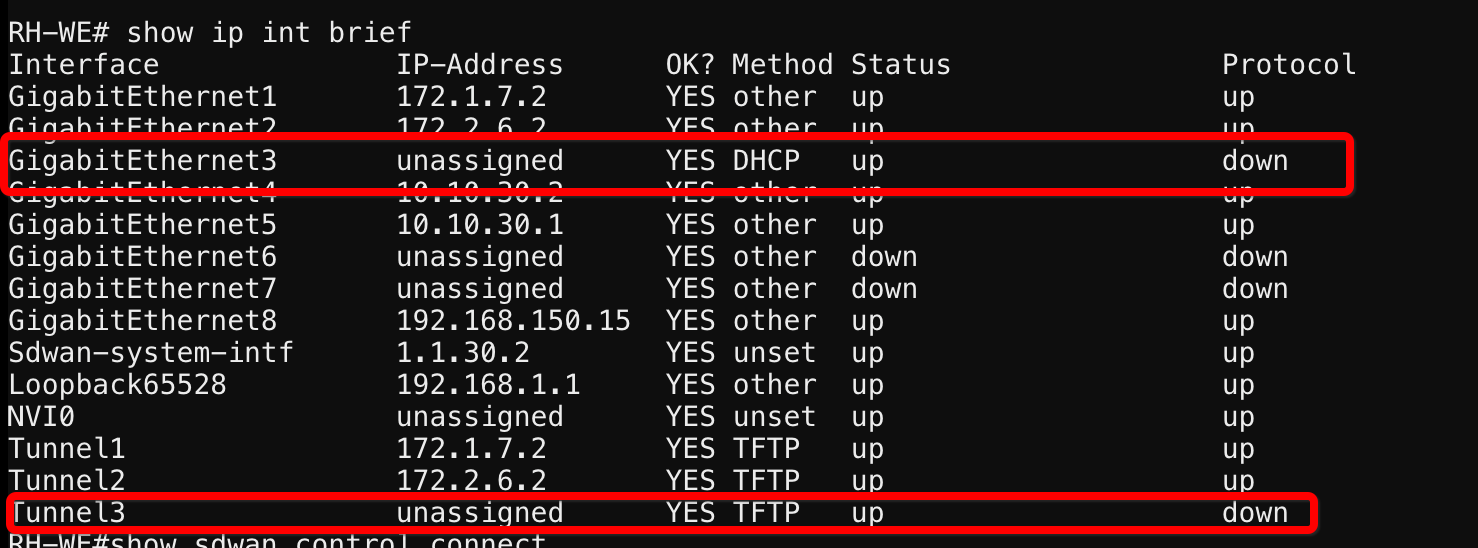 RH-WE# show ip int brief
Interface IP-Address OK? Method Status Protocol
GigabitEthernet1 172.1.7.2 YES other up up
GigabitEthernet2 172.2.6.2 YES other up up
GigabitEthernet3 unassigned YES DHCP up down
GigabitEthernet4 10.10.30.2 YES other up up
GigabitEthernet5 10.10.30.1 YES other up up
GigabitEthernet6 unassigned YES other down down
GigabitEthernet7 unassigned YES other down down
GigabitEthernet8 192.168.150.15 YES other up up
Sdwan-system-intf 1.1.30.2 YES unset up up
Loopback65528 192.168.1.1 YES other up up
NVI0 unassigned YES unset up up
Tunnel1 172.1.7.2 YES TFTP up up
Tunnel2 172.2.6.2 YES TFTP up up
Tunnel3 unassigned YES TFTP up down
RH-WE#show sdwan control connect